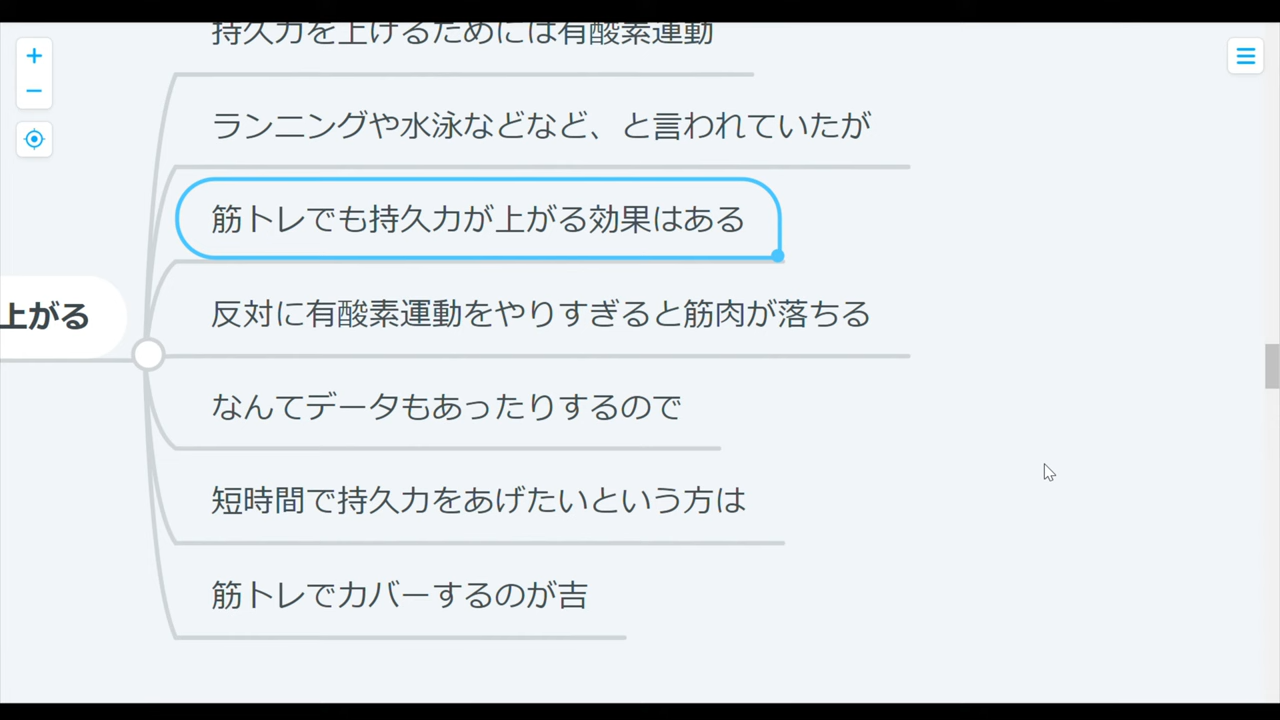 持久力を上げるためには有酸素運動
ランニングや水泳などなど、と言われていたが
筋トレでも持久力が上がる効果はある
上がる
反対に有酸素運動をやりすぎると筋肉が落ちる
なんてデータもあったりするので
短時間で持久力をあげたいという方は
筋トレでカバーするのが吉